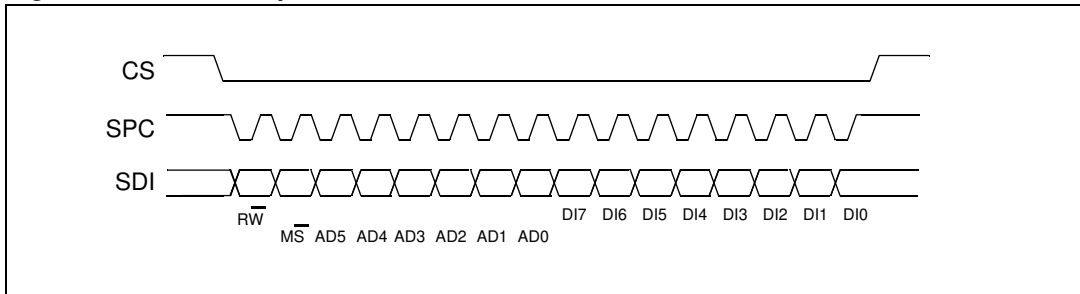 CS
SPC
SDI
RW̅ DI7 DI6 DI5 DI4 DI3 DI2 DI1 DI0
MS̅ AD5 AD4 AD3 AD2 AD1 AD0